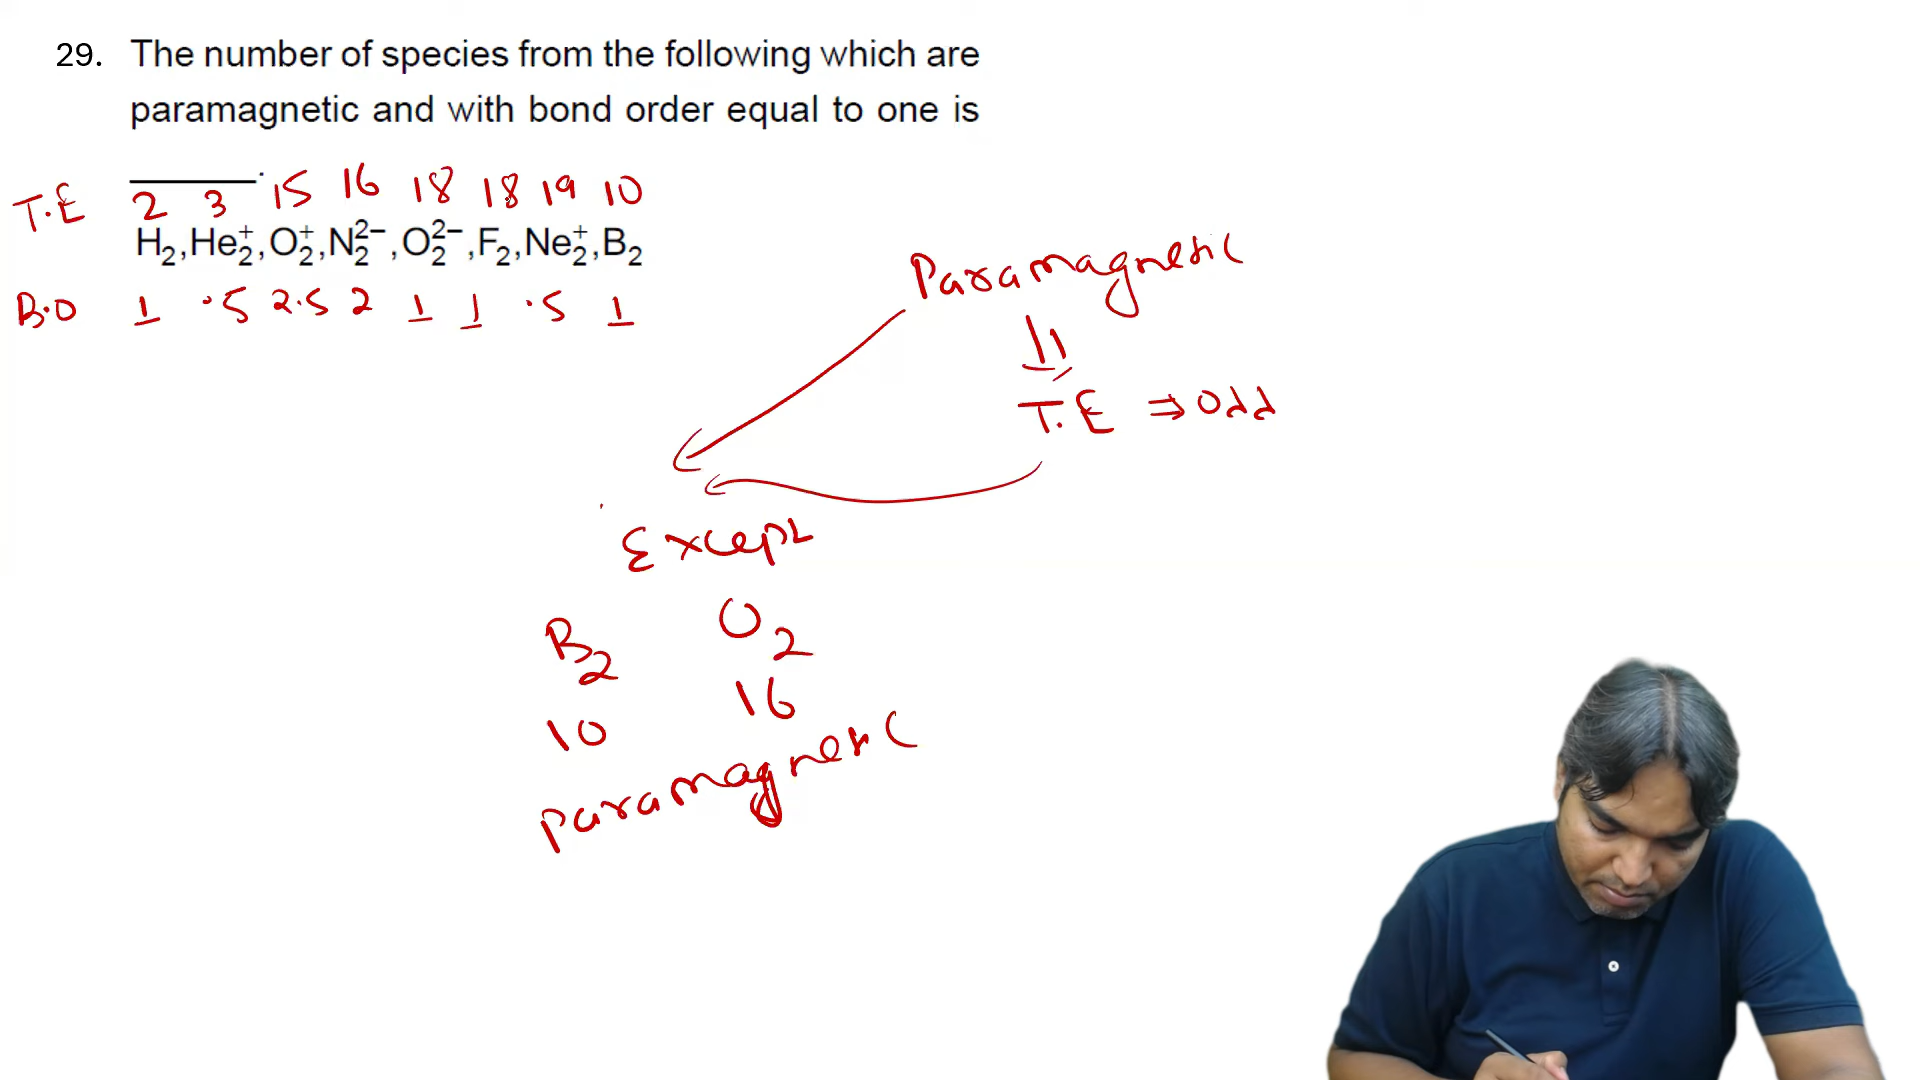 29. The number of species from the following which are
paramagnetic and with bond order equal to one is
________.
T.E 2 3 15 16 18 18 19 10
H₂,He₂⁺,O₂⁺,N₂²⁻,O₂²⁻,F₂,Ne₂⁺,B₂
B.O 1 .5 2.5 2 1 1 .5 1
Paramagnetic
T.E ⇒ Odd
Except
B₂ O₂
10 16
paramagnetic